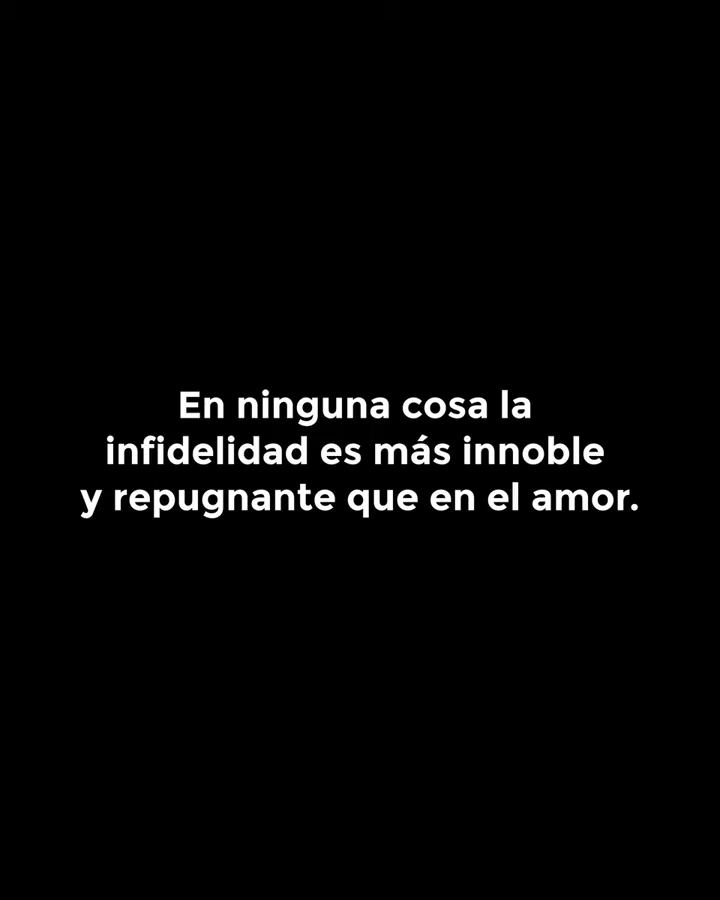 En ninguna cosa la
infidelidad es más innoble
y repugnante que en el amor.